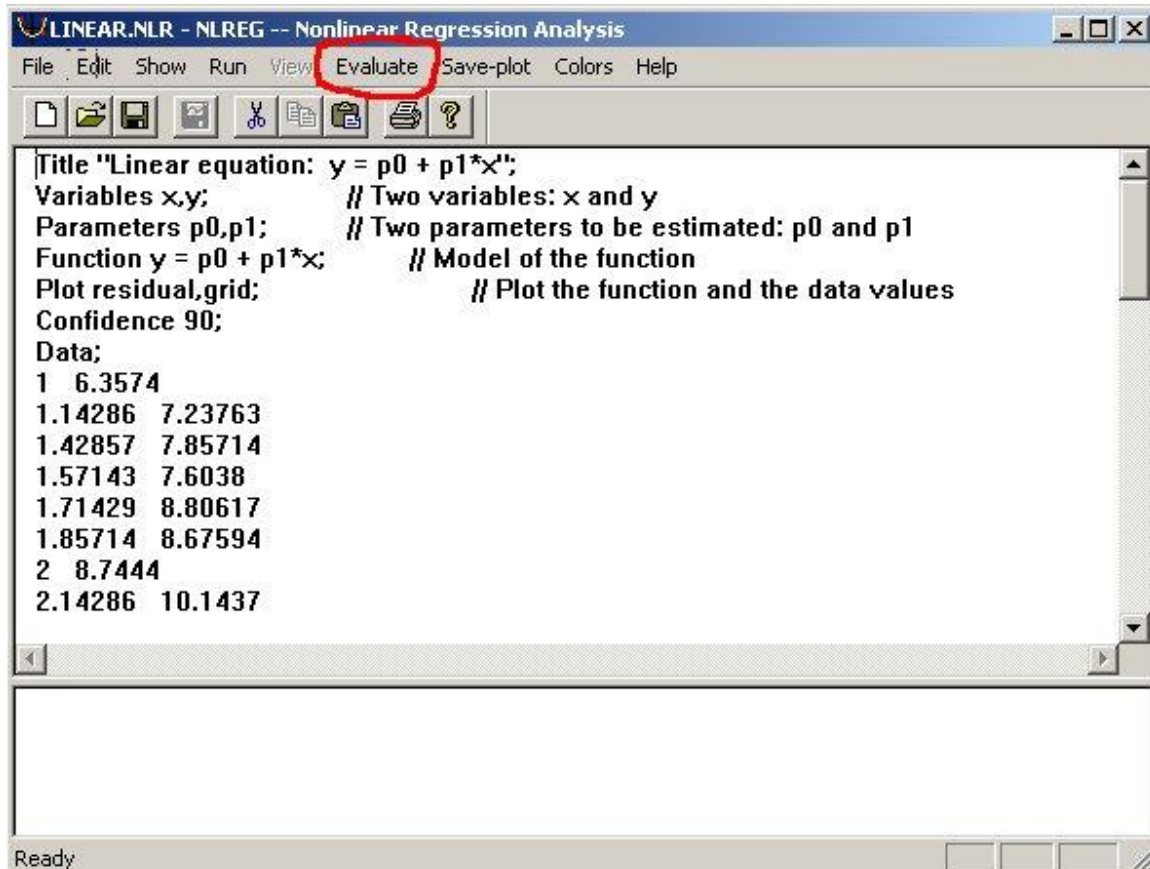 LINEAR.NLR - NLREG -- Nonlinear Regression Analysis
File Edit Show Run View Evaluate Save-plot Colors Help
Title "Linear equation: y = p0 + p1*x";
Variables x,y; // Two variables: x and y
Parameters p0,p1; // Two parameters to be estimated: p0 and p1
Function y = p0 + p1*x; // Model of the function
Plot residual,grid; // Plot the function and the data values
Confidence 90;
Data;
1 6.3574
1.14286 7.23763
1.42857 7.85714
1.57143 7.6038
1.71429 8.80617
1.85714 8.67594
2 8.7444
2.14286 10.1437
Ready